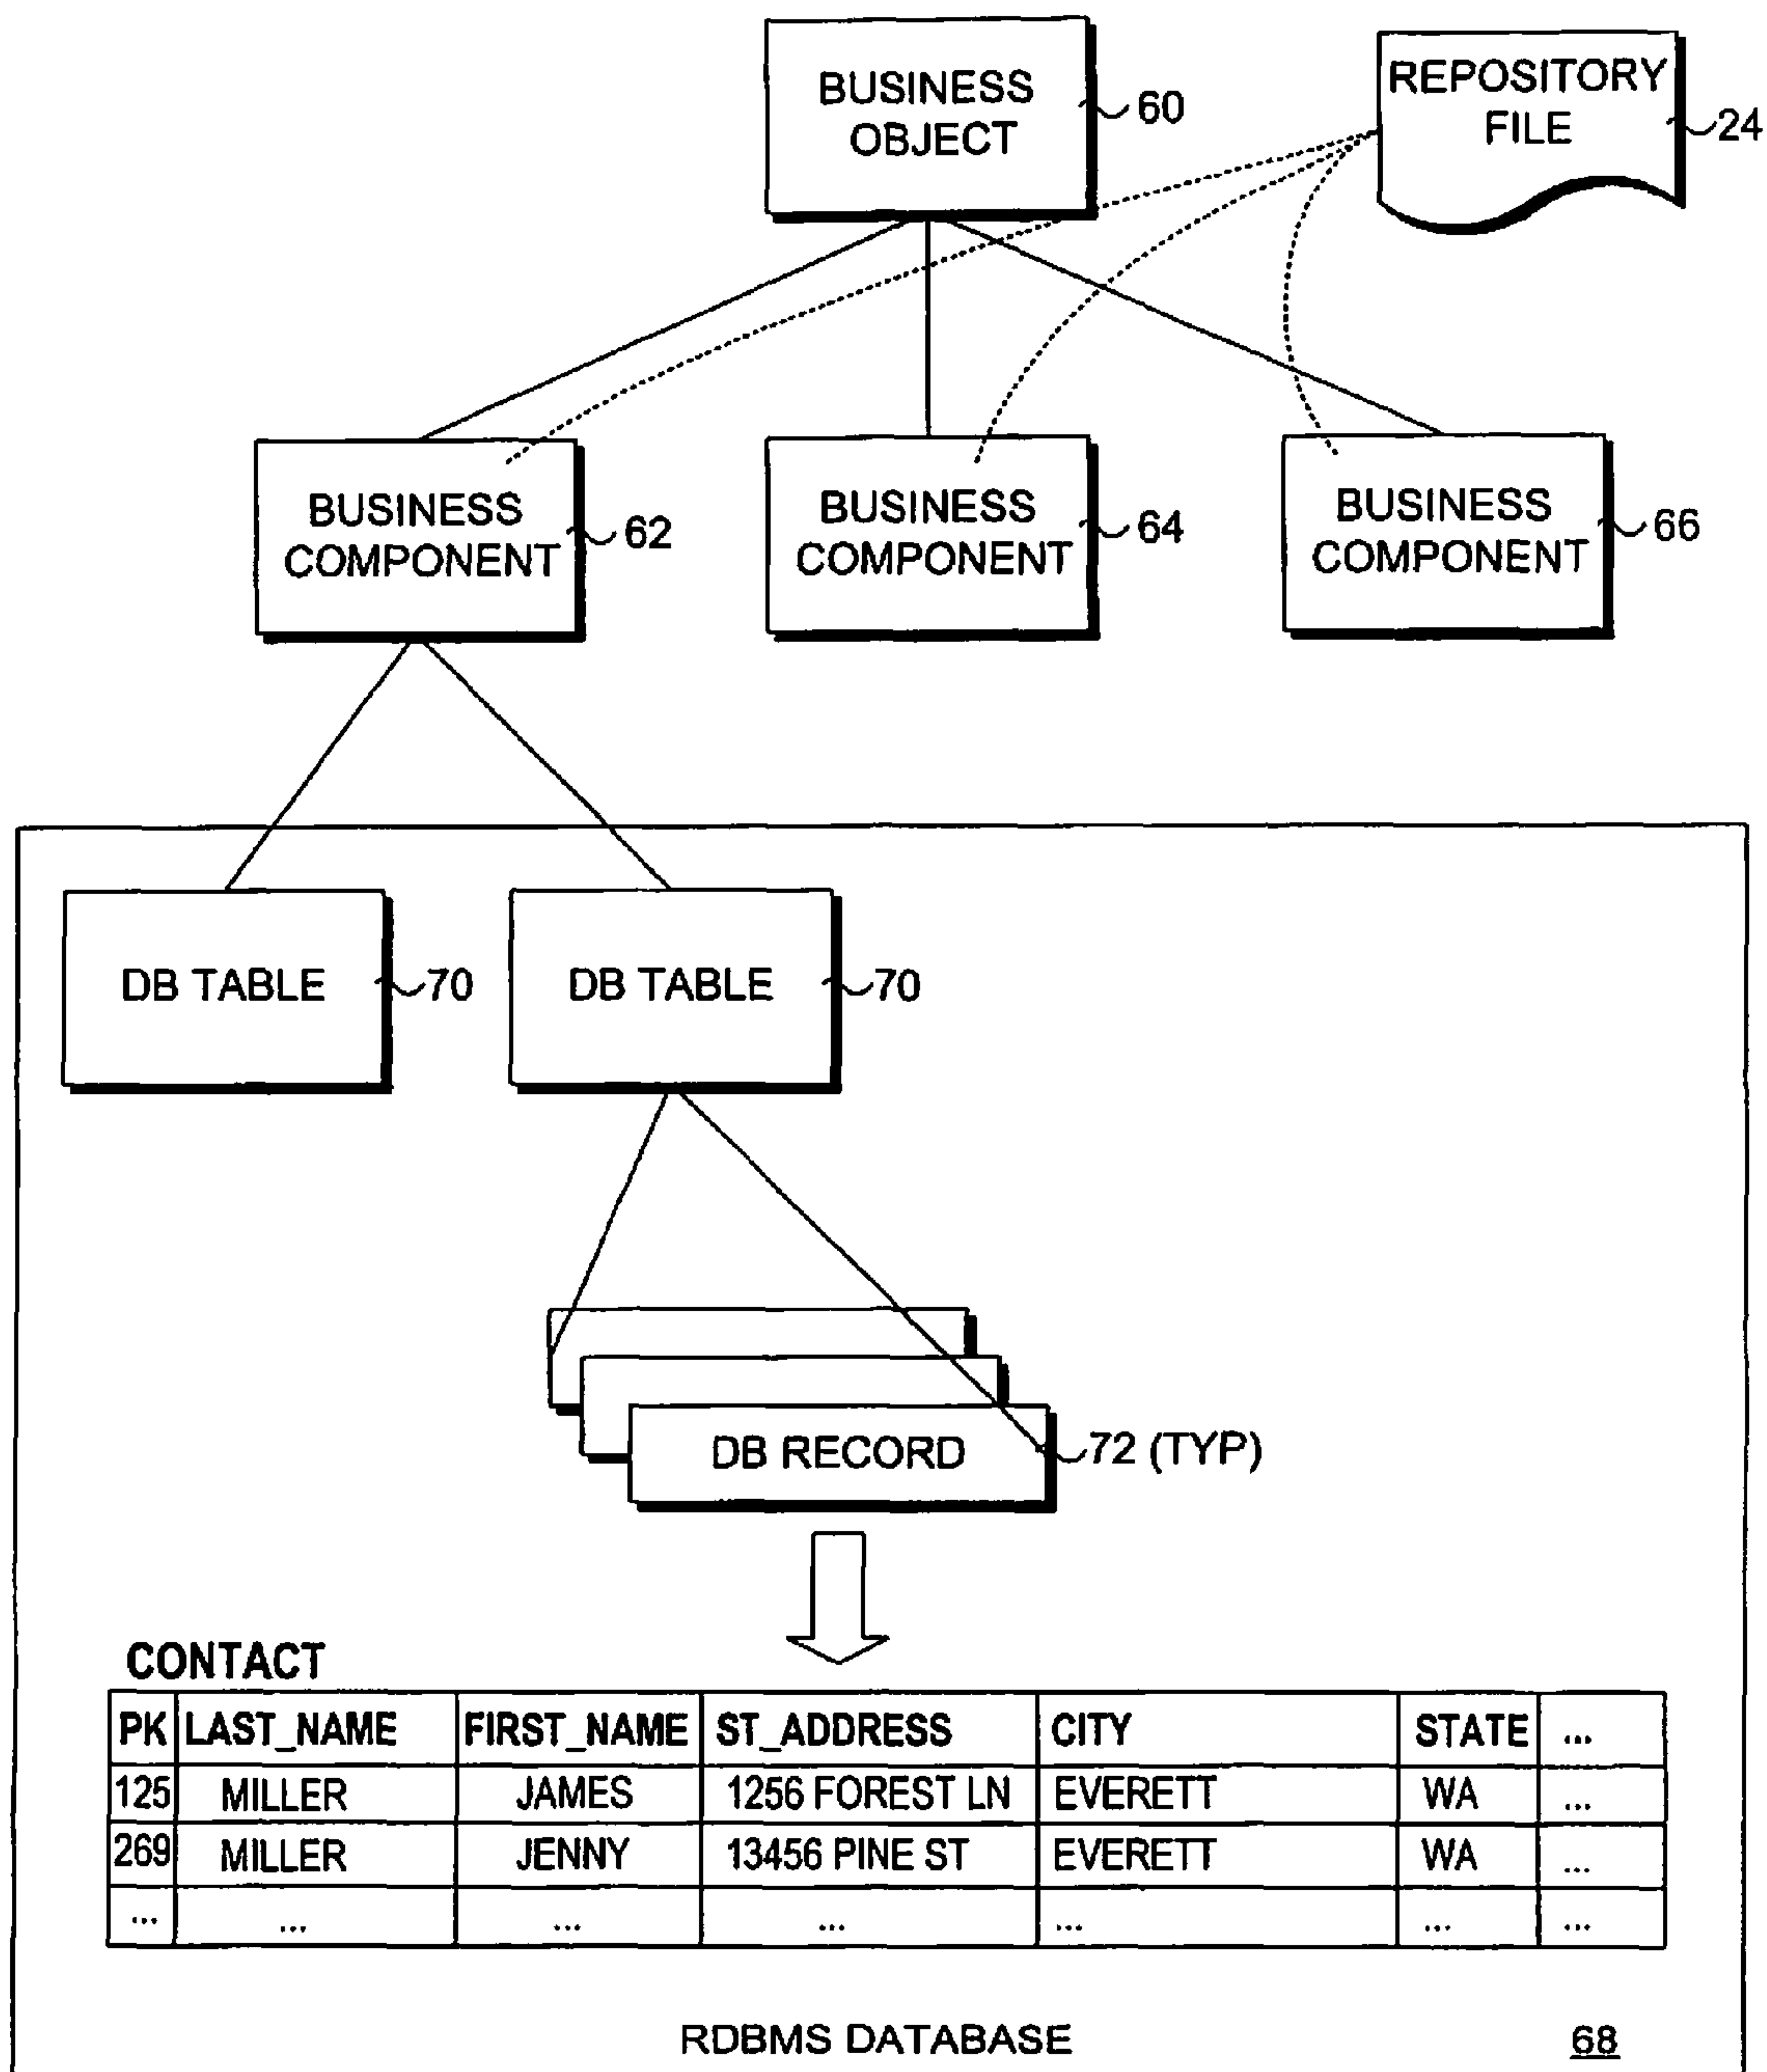 BUSINESS
OBJECT
60
REPOSITORY
FILE
24
BUSINESS
COMPONENT
62
BUSINESS
COMPONENT
64
BUSINESS
COMPONENT
66
DB TABLE
70
DB TABLE
70
DB RECORD
72 (TYP)
CONTACT
PK LAST_NAME FIRST_NAME ST_ADDRESS CITY STATE ...
125 MILLER JAMES 1256 FOREST LN EVERETT WA ...
269 MILLER JENNY 13456 PINE ST EVERETT WA ...
... ... ... ... ... ... ...
RDBMS DATABASE
68